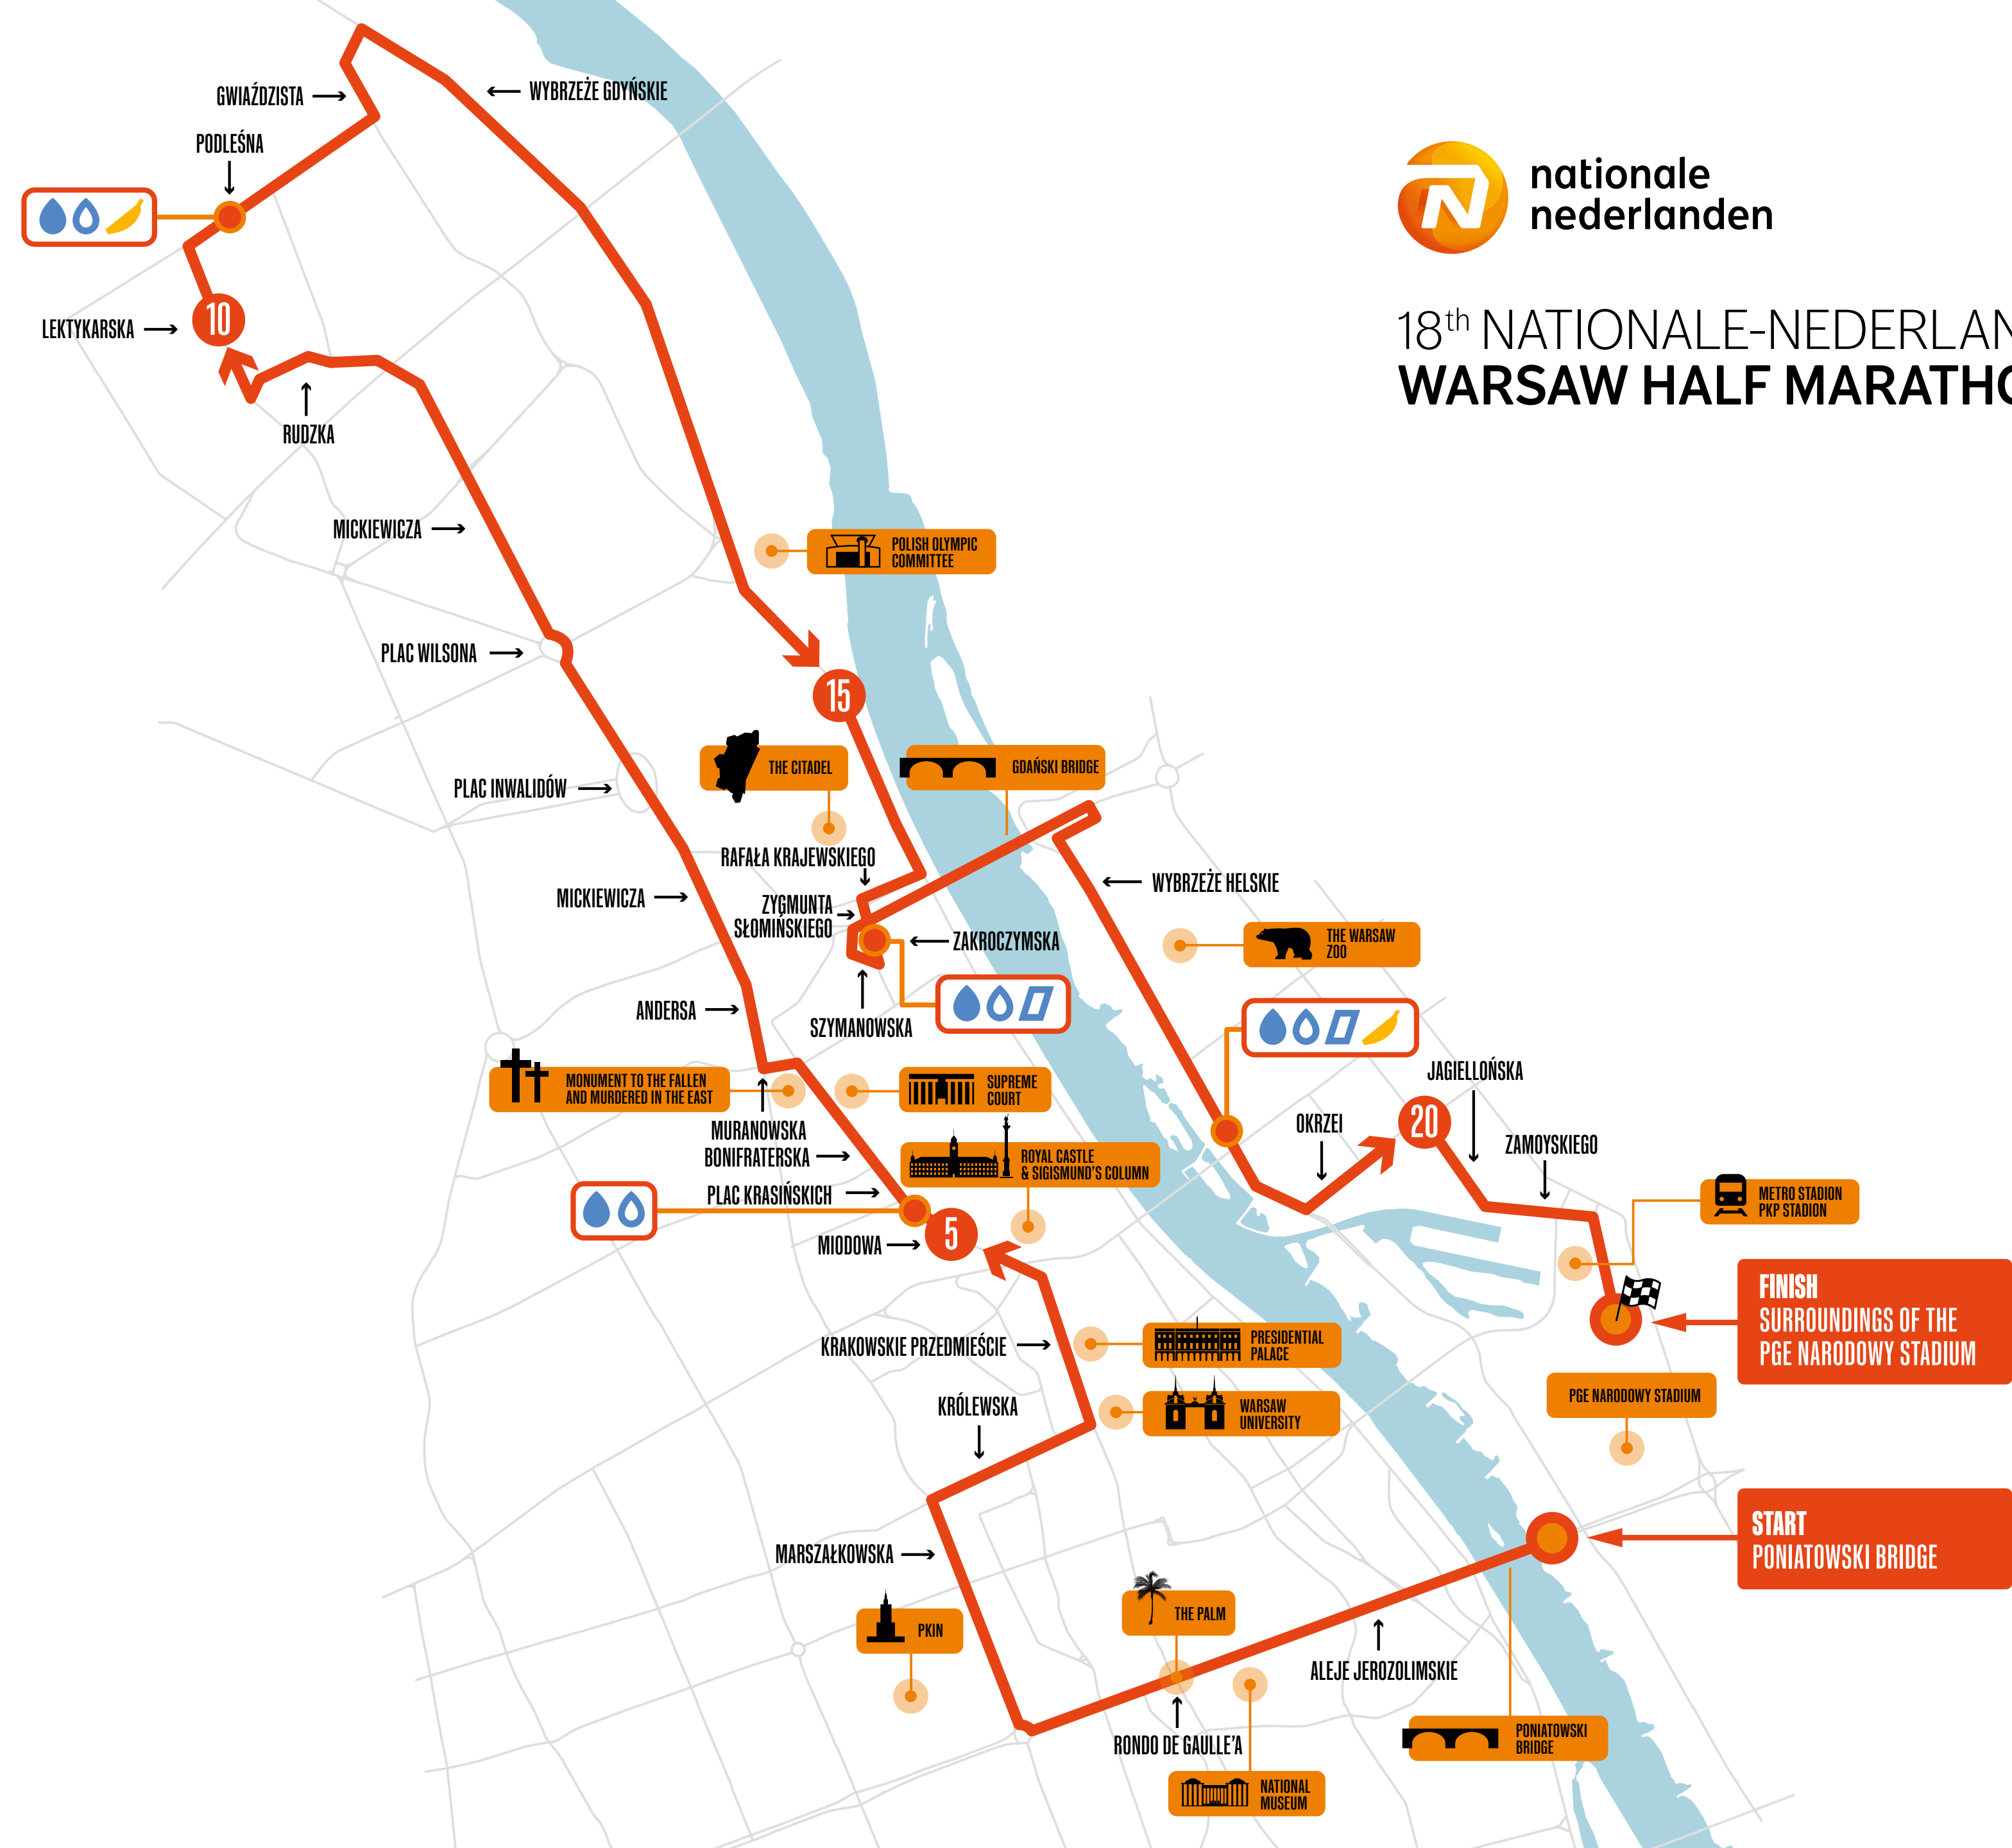 nationale
nederlanden
18th NATIONALE-NEDERLAN
WARSAW HALF MARATHO
GWIAŹDZISTA
WYBRZEŻE GDYŃSKIE
PODLEŚNA
10
LEKTYKARSKA
RUDZKA
MICKIEWICZA
POLISH OLYMPIC
COMMITTEE
PLAC WILSONA
15
THE CITADEL
GDAŃSKI BRIDGE
PLAC INWALIDÓW
RAFAŁA KRAJEWSKIEGO
WYBRZEŻE HELSKIE
MICKIEWICZA
ZYGMUNTA
SŁOMIŃSKIEGO
ZAKROCZYMSKA
THE WARSAW
ZOO
ANDERSA
SZYMANOWSKA
JAGIELLOŃSKA
MONUMENT TO THE FALLEN
AND MURDERED IN THE EAST
SUPREME
COURT
OKRZEI
20
MURANOWSKA
BONIFRATERSKA
ROYAL CASTLE
& SIGISMUND'S COLUMN
ZAMOYSKIEGO
PLAC KRASIŃSKICH
METRO STADION
PKP STADION
5
MIODOWA
FINISH
SURROUNDINGS OF THE
PGE NARODOWY STADIUM
KRAKOWSKIE PRZEDMIEŚCIE
PRESIDENTIAL
PALACE
PGE NARODOWY STADIUM
KRÓLEWSKA
WARSAW
UNIVERSITY
START
PONIATOWSKI BRIDGE
MARSZAŁKOWSKA
THE PALM
PKIN
ALEJE JEROZOLIMSKIE
RONDO DE GAULLE'A
PONIATOWSKI
BRIDGE
NATIONAL
MUSEUM